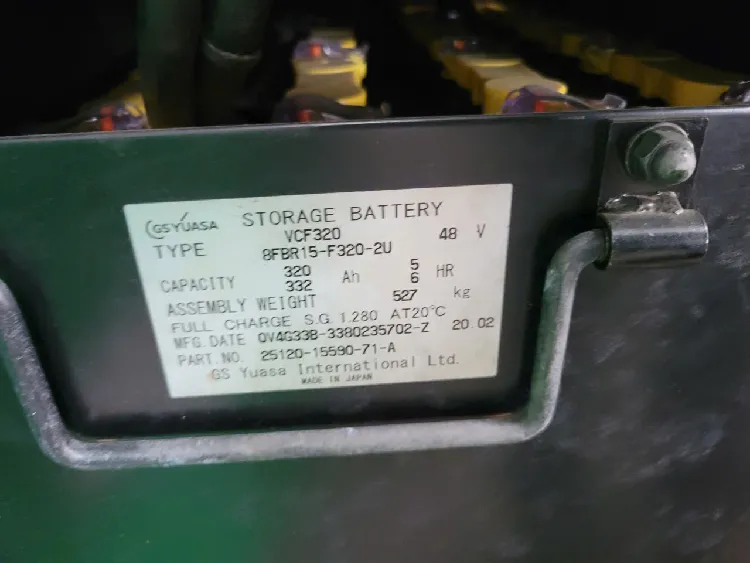 GS YUASA STORAGE BATTERY
VCF320 48 V
TYPE 8FBR15-F320-2U
320 5
CAPACITY Ah HR
332 6
ASSEMBLY WEIGHT 527 kg
FULL CHARGE S.G. 1.280 AT20°C
MFG. DATE 0V4G33B-3380235702-Z 20.02
PART NO. 25120-15590-71-A
GS Yuasa International Ltd.
MADE IN JAPAN